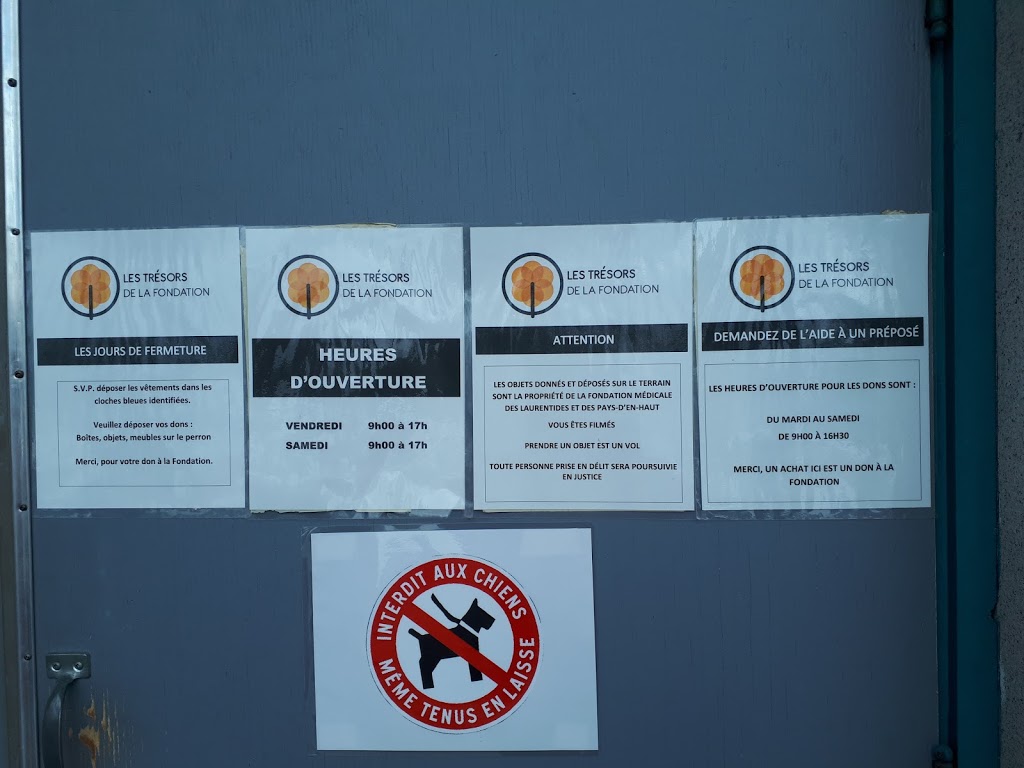 LES TRÉSORS
DE LA FONDATION
LES JOURS DE FERMETURE
S.V.P. déposer les vêtements dans les
cloches bleues identifiées.
Veuillez déposer vos dons :
Boîtes, objets, meubles sur le perron
Merci, pour votre don à la Fondation.
LES TRÉSORS
DE LA FONDATION
HEURES
D'OUVERTURE
VENDREDI 9h00 à 17h
SAMEDI 9h00 à 17h
LES TRÉSORS
DE LA FONDATION
ATTENTION
LES OBJETS DONNÉS ET DÉPOSÉS SUR LE TERRAIN
SONT LA PROPRIÉTÉ DE LA FONDATION MÉDICALE
DES LAURENTIDES ET DES PAYS-D'EN-HAUT
VOUS ÊTES FILMÉS
PRENDRE UN OBJET EST UN VOL
TOUTE PERSONNE PRISE EN DÉLIT SERA POURSUIVIE
EN JUSTICE
LES TRÉSORS
DE LA FONDATION
DEMANDEZ DE L'AIDE À UN PRÉPOSÉ
LES HEURES D'OUVERTURE POUR LES DONS SONT :
DU MARDI AU SAMEDI
DE 9H00 À 16H30
MERCI, UN ACHAT ICI EST UN DON À LA
FONDATION
INTERDIT AUX CHIENS
MÊME TENUS EN LAISSE